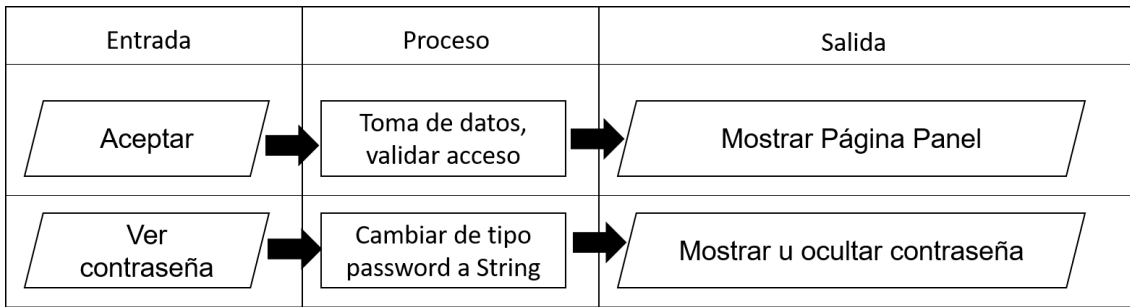 Entrada
Proceso
Salida
Aceptar
Toma de datos,
validar acceso
Mostrar Página Panel
Ver
contraseña
Cambiar de tipo
password a String
Mostrar u ocultar contraseña